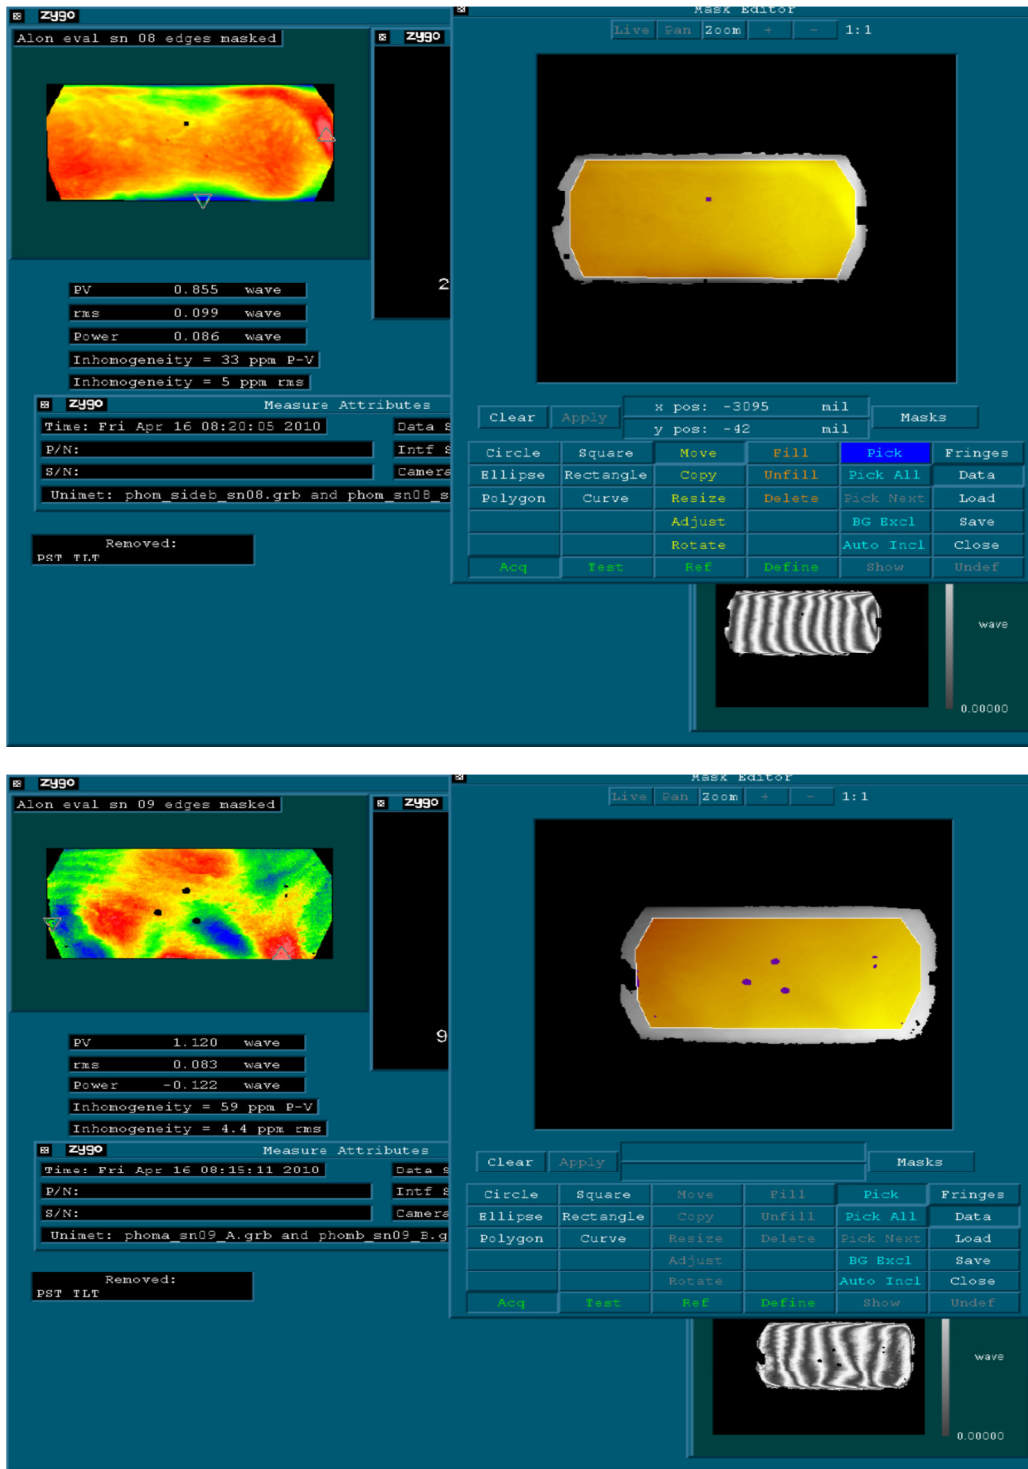 zygo
Mask Editor
Alon eval sn 08 edges masked
zygo
Live Pan Zoom + - 1:1
PV 0.855 wave
rms 0.099 wave
Power 0.086 wave
Inhomogeneity = 33 ppm P-V
Inhomogeneity = 5 ppm rms
2
zygo Measure Attributes
Time: Fri Apr 16 08:20:05 2010 Data S
P/N: Intf S
S/N: Camera
Unimet: phom_sideb_sn08.grb and phom_sn08_s
Removed:
PST TLT
x pos: -3095 mil
Clear Apply Masks
y pos: -42 mil
Circle Square Move Fill Pick Fringes
Ellipse Rectangle Copy Unfill Pick All Data
Polygon Curve Resize Delete Pick Next Load
Adjust BG Excl Save
Rotate Auto Incl Close
Acq Test Ref Define Show Undef
wave
0.00000
zygo
Mask Editor
Alon eval sn 09 edges masked
zygo
Live Pan Zoom + - 1:1
PV 1.120 wave
rms 0.083 wave
Power -0.122 wave
Inhomogeneity = 59 ppm P-V
Inhomogeneity = 4.4 ppm rms
9
zygo Measure Attributes
Time: Fri Apr 16 08:15:11 2010 Data S
P/N: Intf S
S/N: Camera
Unimet: phoma_sn09_A.grb and phomb_sn09_B.g
Removed:
PST TLT
Clear Apply Masks
Circle Square Move Fill Pick Fringes
Ellipse Rectangle Copy Unfill Pick All Data
Polygon Curve Resize Delete Pick Next Load
Adjust BG Excl Save
Rotate Auto Incl Close
Acq Test Ref Define Show Undef
wave
0.00000